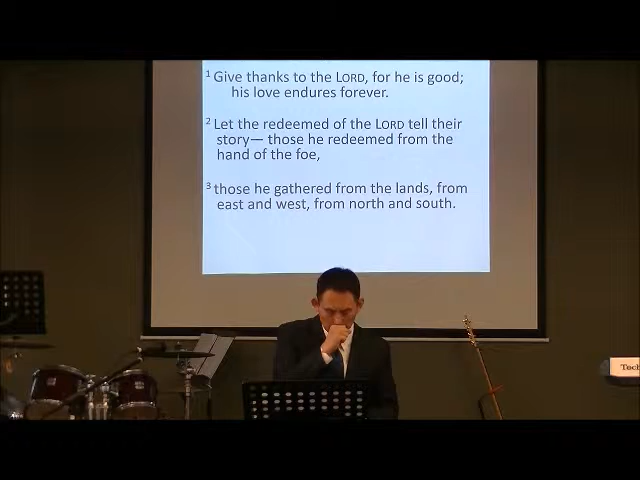 1 Give thanks to the LORD, for he is good;
his love endures forever.
2 Let the redeemed of the LORD tell their
story— those he redeemed from the
hand of the foe,
3 those he gathered from the lands, from
east and west, from north and south.